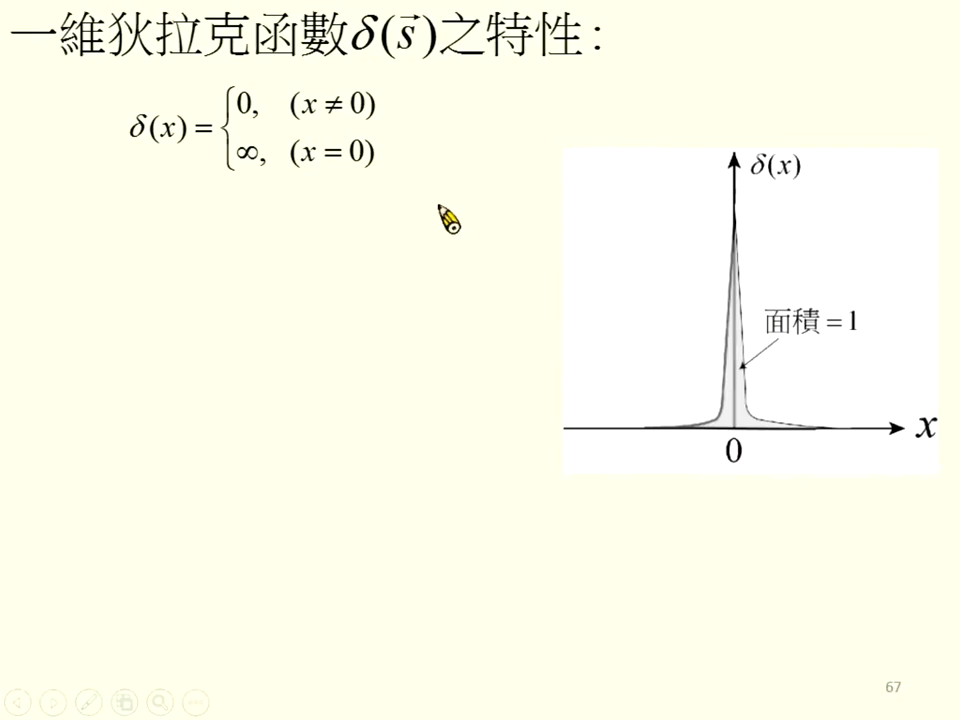 一維狄拉克函數δ(s⃗)之特性:
δ(x) = { 0, (x ≠ 0)
∞, (x = 0)
δ(x)
面積 = 1
x
0
67